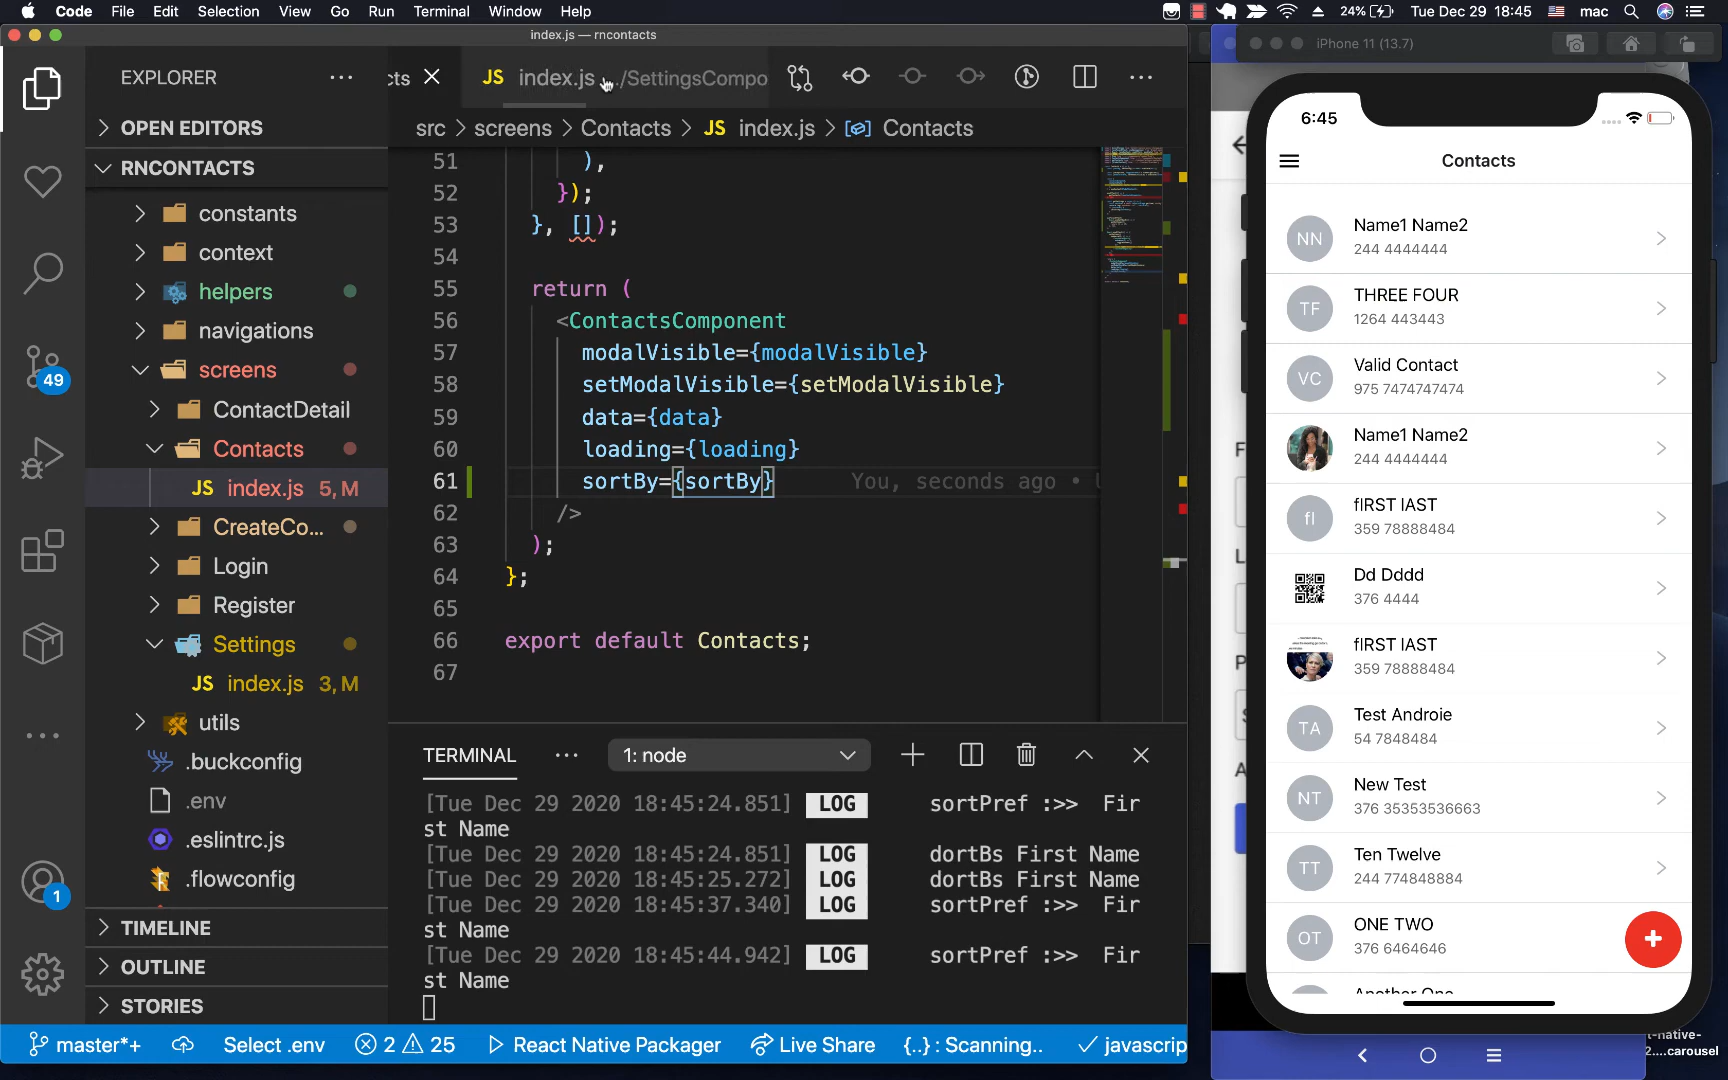 Code File Edit Selection View Go Run Terminal Window Help
24% Tue Dec 29 18:45 mac
index.js — rncontacts
EXPLORER
cts
JS index.js .../SettingsCompo
OPEN EDITORS
RNCONTACTS
constants
context
helpers
navigations
screens
ContactDetail
Contacts
JS index.js 5, M
CreateCo...
Login
Register
Settings
JS index.js 3, M
utils
.buckconfig
.env
.eslintrc.js
.flowconfig
TIMELINE
OUTLINE
STORIES
49
1
src > screens > Contacts > JS index.js > Contacts
51 ),
52 });
53 }, []);
54
55 return (
56 <ContactsComponent
57 modalVisible={modalVisible}
58 setModalVisible={setModalVisible}
59 data={data}
60 loading={loading}
61 sortBy={sortBy} You, seconds ago •
62 />
63 );
64 };
65
66 export default Contacts;
67
TERMINAL
1: node
[Tue Dec 29 2020 18:45:24.851] LOG sortPref :>> Fir
st Name
[Tue Dec 29 2020 18:45:24.851] LOG dortBs First Name
[Tue Dec 29 2020 18:45:25.272] LOG dortBs First Name
[Tue Dec 29 2020 18:45:37.340] LOG sortPref :>> Fir
st Name
[Tue Dec 29 2020 18:45:44.942] LOG sortPref :>> Fir
st Name
master*+ Select .env 2 25 React Native Packager Live Share {..} : Scanning.. javascrip
iPhone 11 (13.7)
6:45
Contacts
NN Name1 Name2
244 4444444
TF THREE FOUR
1264 443443
VC Valid Contact
975 7474747474
Name1 Name2
244 4444444
fl fIRST lAST
359 78888484
Dd Dddd
376 4444
fIRST lAST
359 78888484
TA Test Androie
54 7848484
NT New Test
376 35353536663
TT Ten Twelve
244 774848884
OT ONE TWO
376 6464646
Another One
t-native-
2....carousel